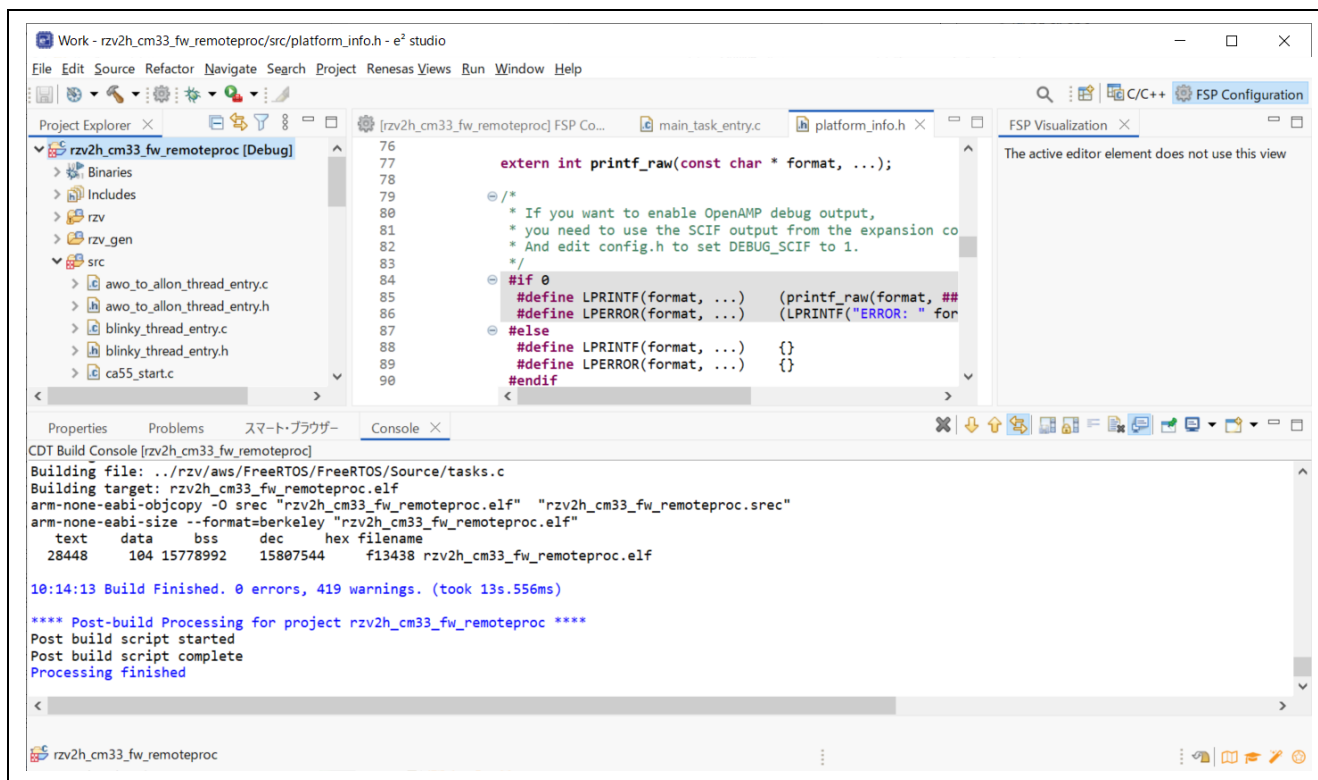 Work - rzv2h_cm33_fw_remoteproc/src/platform_info.h - e² studio
File Edit Source Refactor Navigate Search Project Renesas Views Run Window Help
C/C++ FSP Configuration
Project Explorer
[rzv2h_cm33_fw_remoteproc] FSP Co... main_task_entry.c platform_info.h
FSP Visualization
rzv2h_cm33_fw_remoteproc [Debug]
Binaries
Includes
rzv
rzv_gen
src
awo_to_allon_thread_entry.c
awo_to_allon_thread_entry.h
blinky_thread_entry.c
blinky_thread_entry.h
ca55_start.c
76
77 extern int printf_raw(const char * format, ...);
78
79 /*
80 * If you want to enable OpenAMP debug output,
81 * you need to use the SCIF output from the expansion co
82 * And edit config.h to set DEBUG_SCIF to 1.
83 */
84 #if 0
85 #define LPRINTF(format, ...) (printf_raw(format, ##
86 #define LPERROR(format, ...) (LPRINTF("ERROR: " for
87 #else
88 #define LPRINTF(format, ...) {}
89 #define LPERROR(format, ...) {}
90 #endif
The active editor element does not use this view
Properties Problems スマート・ブラウザー Console
CDT Build Console [rzv2h_cm33_fw_remoteproc]
Building file: ../rzv/aws/FreeRTOS/FreeRTOS/Source/tasks.c
Building target: rzv2h_cm33_fw_remoteproc.elf
arm-none-eabi-objcopy -O srec "rzv2h_cm33_fw_remoteproc.elf" "rzv2h_cm33_fw_remoteproc.srec"
arm-none-eabi-size --format=berkeley "rzv2h_cm33_fw_remoteproc.elf"
text data bss dec hex filename
28448 104 15778992 15807544 f13438 rzv2h_cm33_fw_remoteproc.elf
10:14:13 Build Finished. 0 errors, 419 warnings. (took 13s.556ms)
**** Post-build Processing for project rzv2h_cm33_fw_remoteproc ****
Post build script started
Post build script complete
Processing finished
rzv2h_cm33_fw_remoteproc